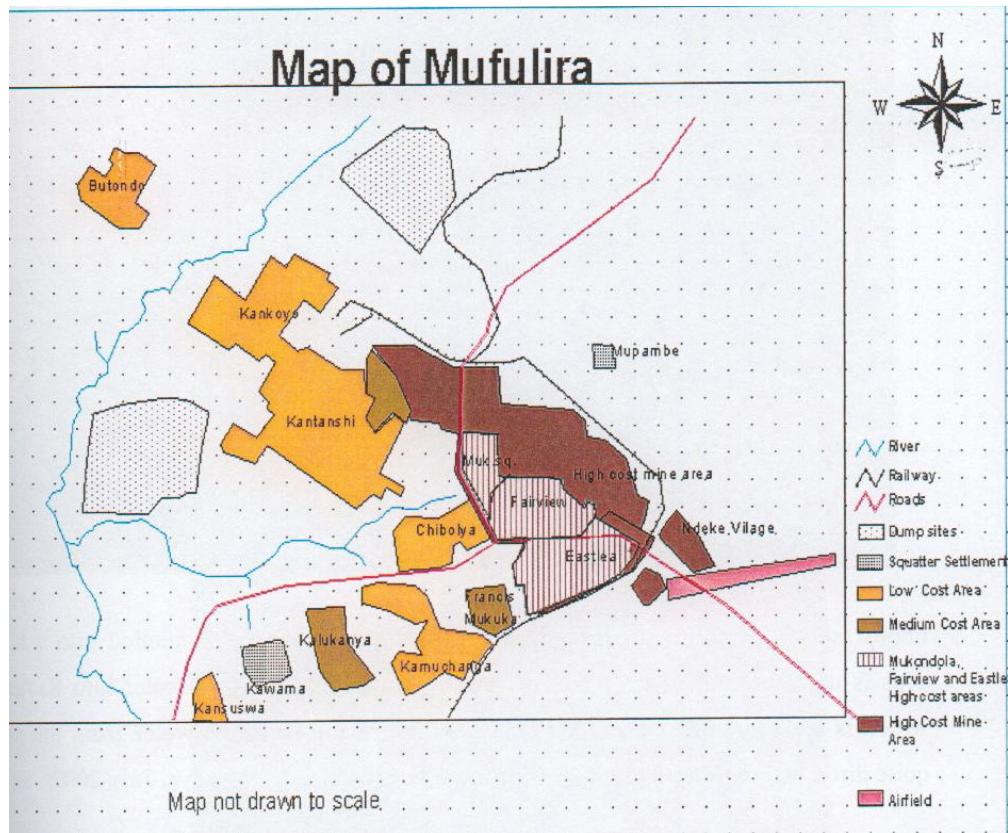 Map of Mufulira
N
W
E
S
Butondo
Kankoyo
Mupambe
Kantanshi
Muk.sq.
High cost mine area
Fairview
Chibolya
Ndeke Village
Eastlea
Francis
Mukuka
Kalukanya
Kamuchanga
Kawama
Kansuswa
River
Railway
Roads
Dump sites
Squatter Settlement
Low Cost Area
Medium Cost Area
Mukondola,
Fairview and Eastle
High cost areas
High Cost Mine
Area
Airfield
Map not drawn to scale.